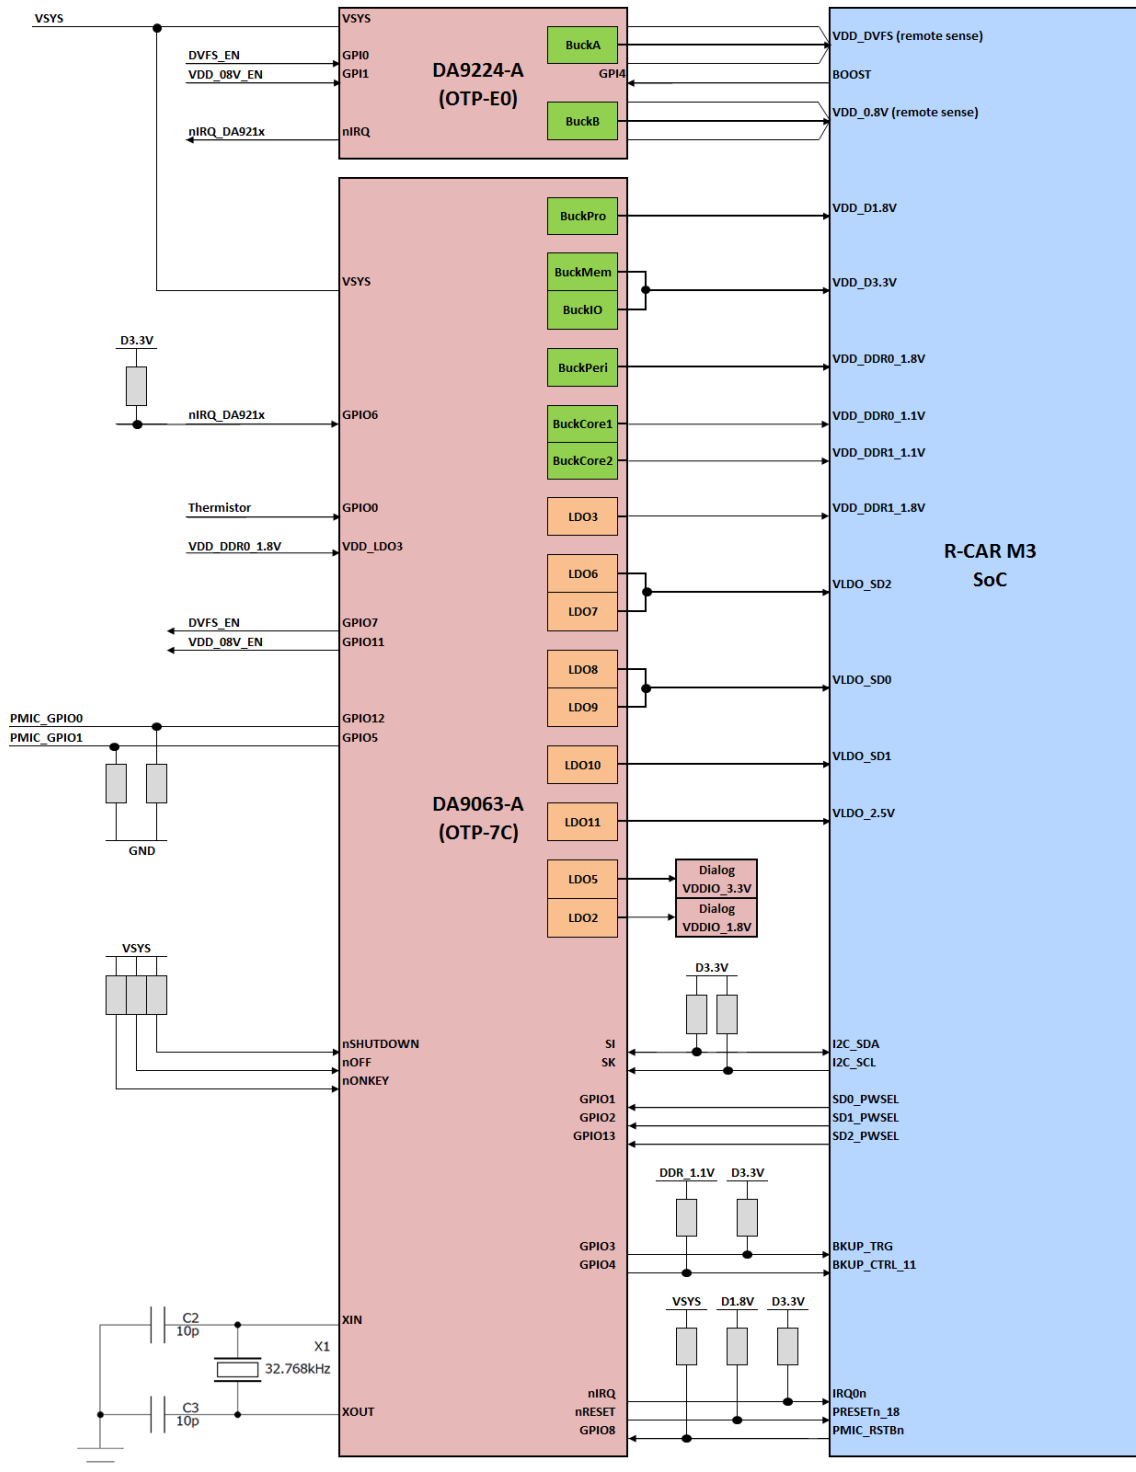 VSYS
VSYS
DVFS_EN
GPI0
VDD_08V_EN
GPI1
nIRQ_DA921x
nIRQ
DA9224-A
(OTP-E0)
BuckA
GPI4
BuckB
VDD_DVFS (remote sense)
BOOST
VDD_0.8V (remote sense)
BuckPro
VDD_D1.8V
BuckMem
VSYS
VDD_D3.3V
BuckIO
D3.3V
BuckPeri
VDD_DDR0_1.8V
nIRQ_DA921x
GPIO6
BuckCore1
VDD_DDR0_1.1V
BuckCore2
VDD_DDR1_1.1V
Thermistor
GPIO0
LDO3
VDD_DDR1_1.8V
VDD_DDR0_1.8V
VDD_LDO3
R-CAR M3
SoC
LDO6
VLDO_SD2
LDO7
DVFS_EN
GPIO7
VDD_08V_EN
GPIO11
LDO8
VLDO_SD0
LDO9
PMIC_GPIO0
GPIO12
PMIC_GPIO1
GPIO5
LDO10
VLDO_SD1
GND
DA9063-A
(OTP-7C)
LDO11
VLDO_2.5V
LDO5
Dialog
VDDIO_3.3V
LDO2
Dialog
VDDIO_1.8V
VSYS
D3.3V
nSHUTDOWN
SI
I2C_SDA
nOFF
SK
I2C_SCL
nONKEY
GPIO1
SD0_PWSEL
GPIO2
SD1_PWSEL
GPIO13
SD2_PWSEL
DDR_1.1V
D3.3V
GPIO3
BKUP_TRG
GPIO4
BKUP_CTRL_11
VSYS
D1.8V
D3.3V
C2
10p
XIN
X1
32.768kHz
C3
10p
XOUT
nIRQ
IRQ0n
nRESET
PRESETn_18
GPIO8
PMIC_RSTBn